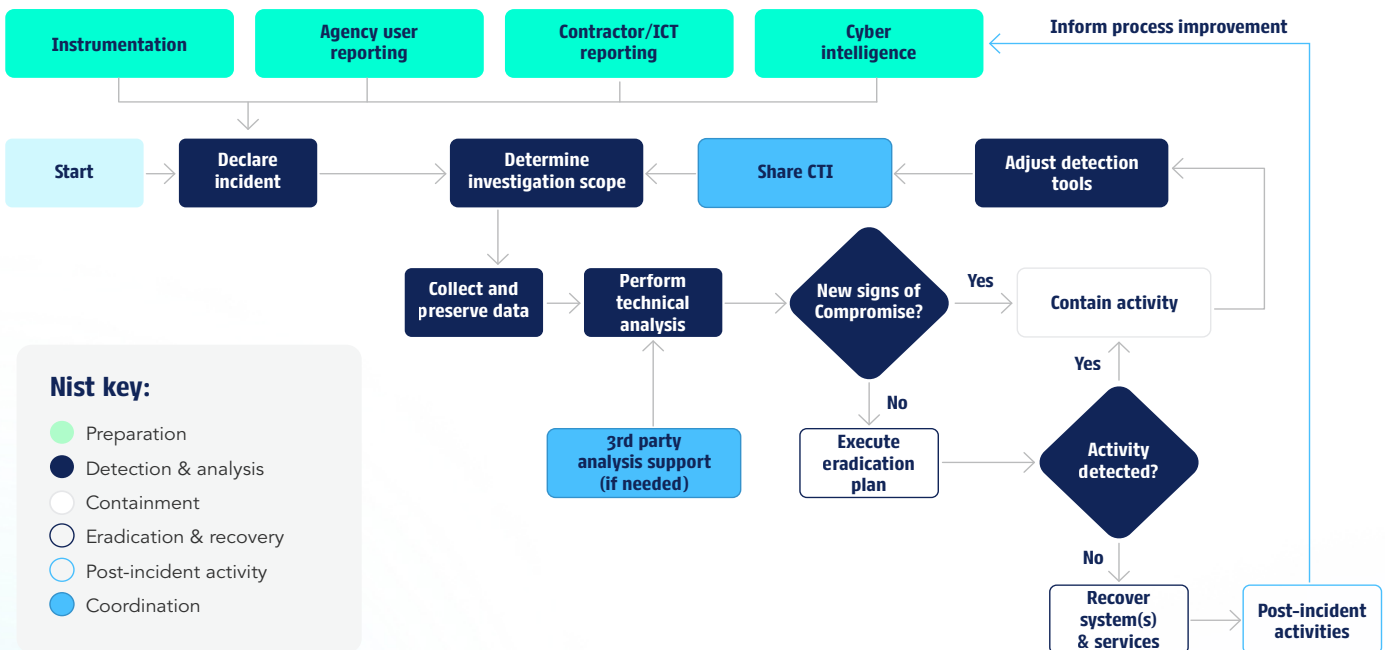 Instrumentation
Agency user
reporting
Contractor/ICT
reporting
Cyber
intelligence
Inform process improvement
Start
Declare
incident
Determine
investigation scope
Share CTI
Adjust detection
tools
Collect and
preserve data
Perform
technical
analysis
New signs of
Compromise?
Yes
Contain activity
Yes
No
3rd party
analysis support
(if needed)
Execute
eradication
plan
Activity
detected?
No
Recover
system(s)
& services
Post-incident
activities
Nist key:
Preparation
Detection & analysis
Containment
Eradication & recovery
Post-incident activity
Coordination